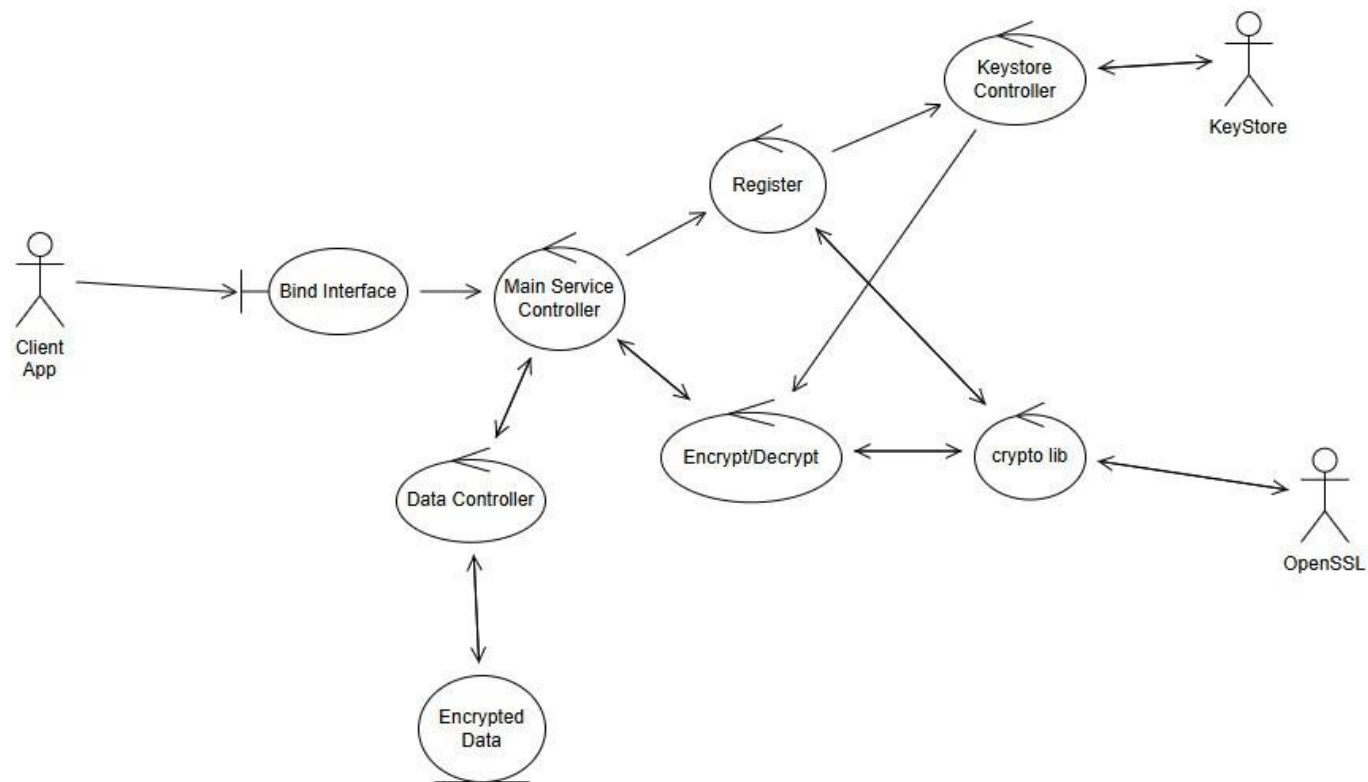 Keystore
Controller
KeyStore
Register
Client
App
Bind Interface
Main Service
Controller
Encrypt/Decrypt
crypto lib
Data Controller
OpenSSL
Encrypted
Data